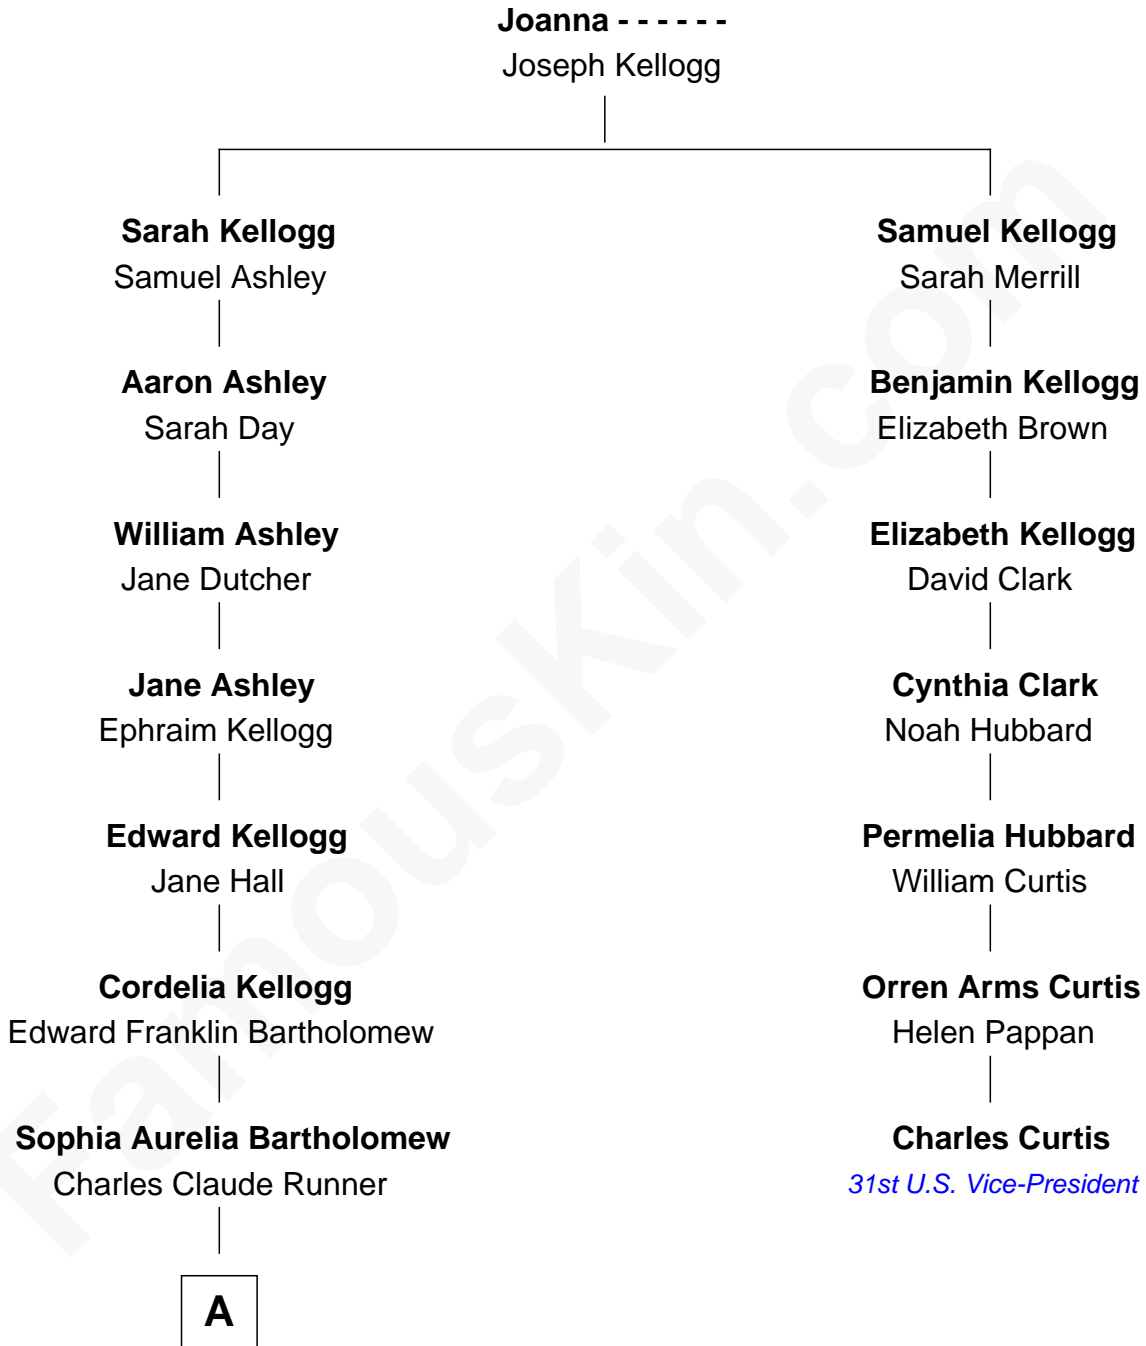 Joanna - - - - - -
Joseph Kellogg
Sarah Kellogg
Samuel Ashley
Samuel Kellogg
Sarah Merrill
Aaron Ashley
Sarah Day
Benjamin Kellogg
Elizabeth Brown
William Ashley
Jane Dutcher
Elizabeth Kellogg
David Clark
Jane Ashley
Ephraim Kellogg
Cynthia Clark
Noah Hubbard
Edward Kellogg
Jane Hall
Permelia Hubbard
William Curtis
Cordelia Kellogg
Edward Franklin Bartholomew
Orren Arms Curtis
Helen Pappan
Sophia Aurelia Bartholomew
Charles Claude Runner
Charles Curtis
31st U.S. Vice-President
A
FamousKin.com